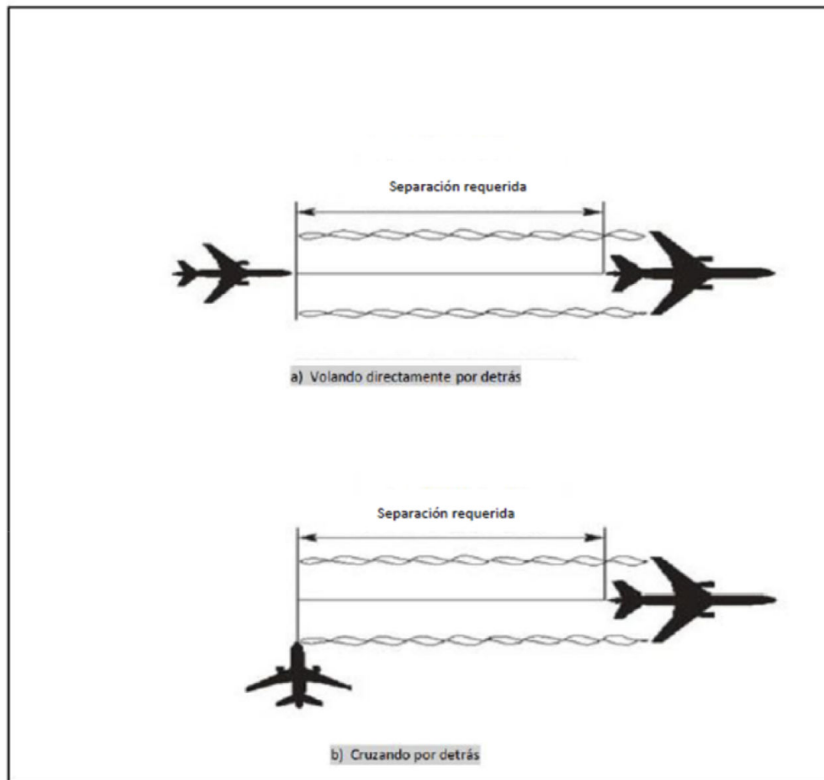 Separación requerida
a) Volando directamente por detrás
Separación requerida
b) Cruzando por detrás